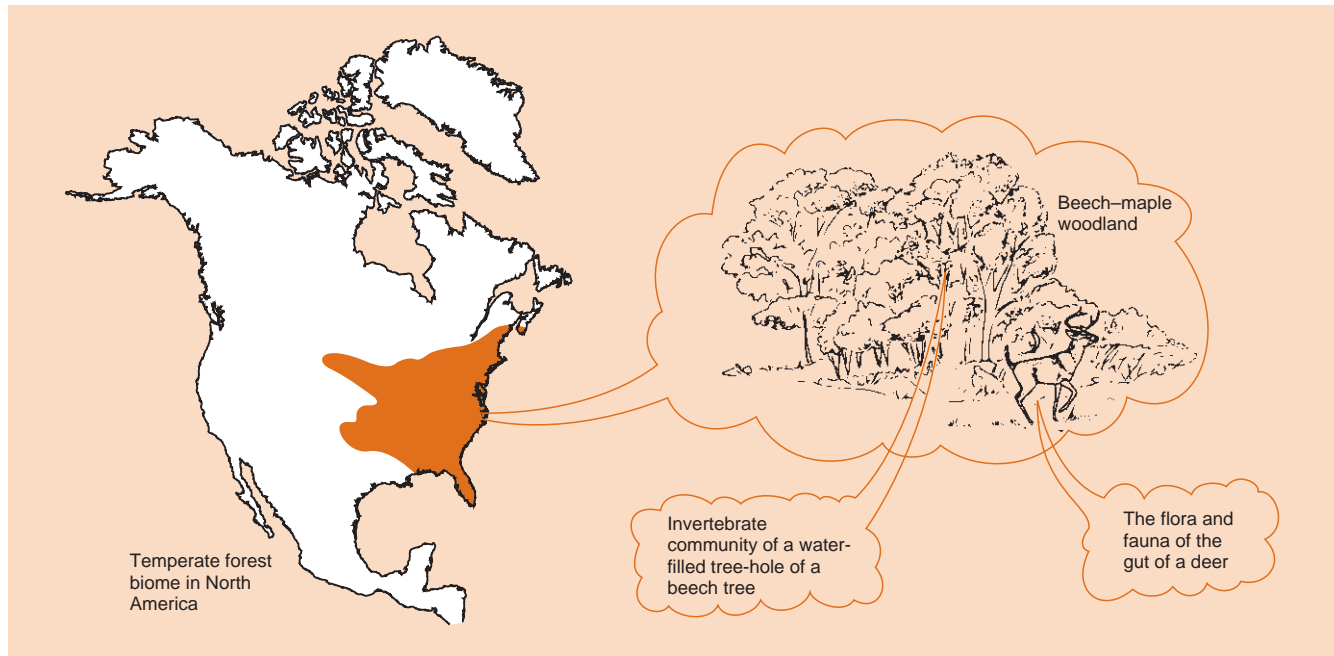 Temperate forest
biome in North
America
Beech–maple
woodland
Invertebrate
community of a water-
filled tree-hole of a
beech tree
The flora and
fauna of the
gut of a deer